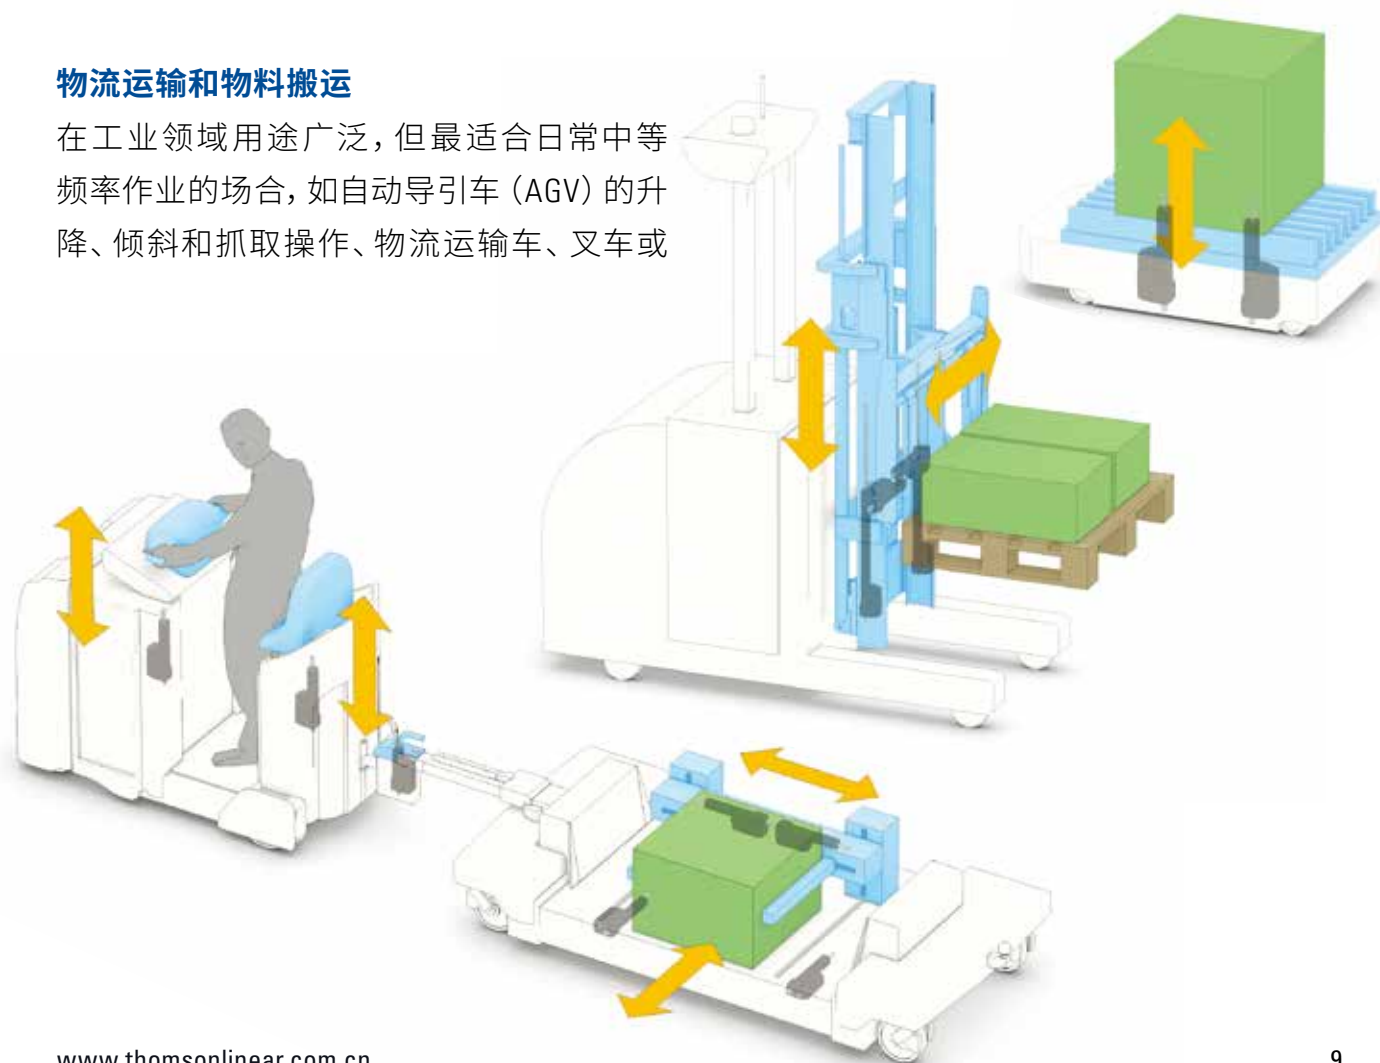 物流运输和物料搬运
在工业领域用途广泛，但最适合日常中等
频率作业的场合，如自动导引车（AGV）的升
降、倾斜和抓取操作、物流运输车、叉车或
www.thomsonlinear.com.cn
9